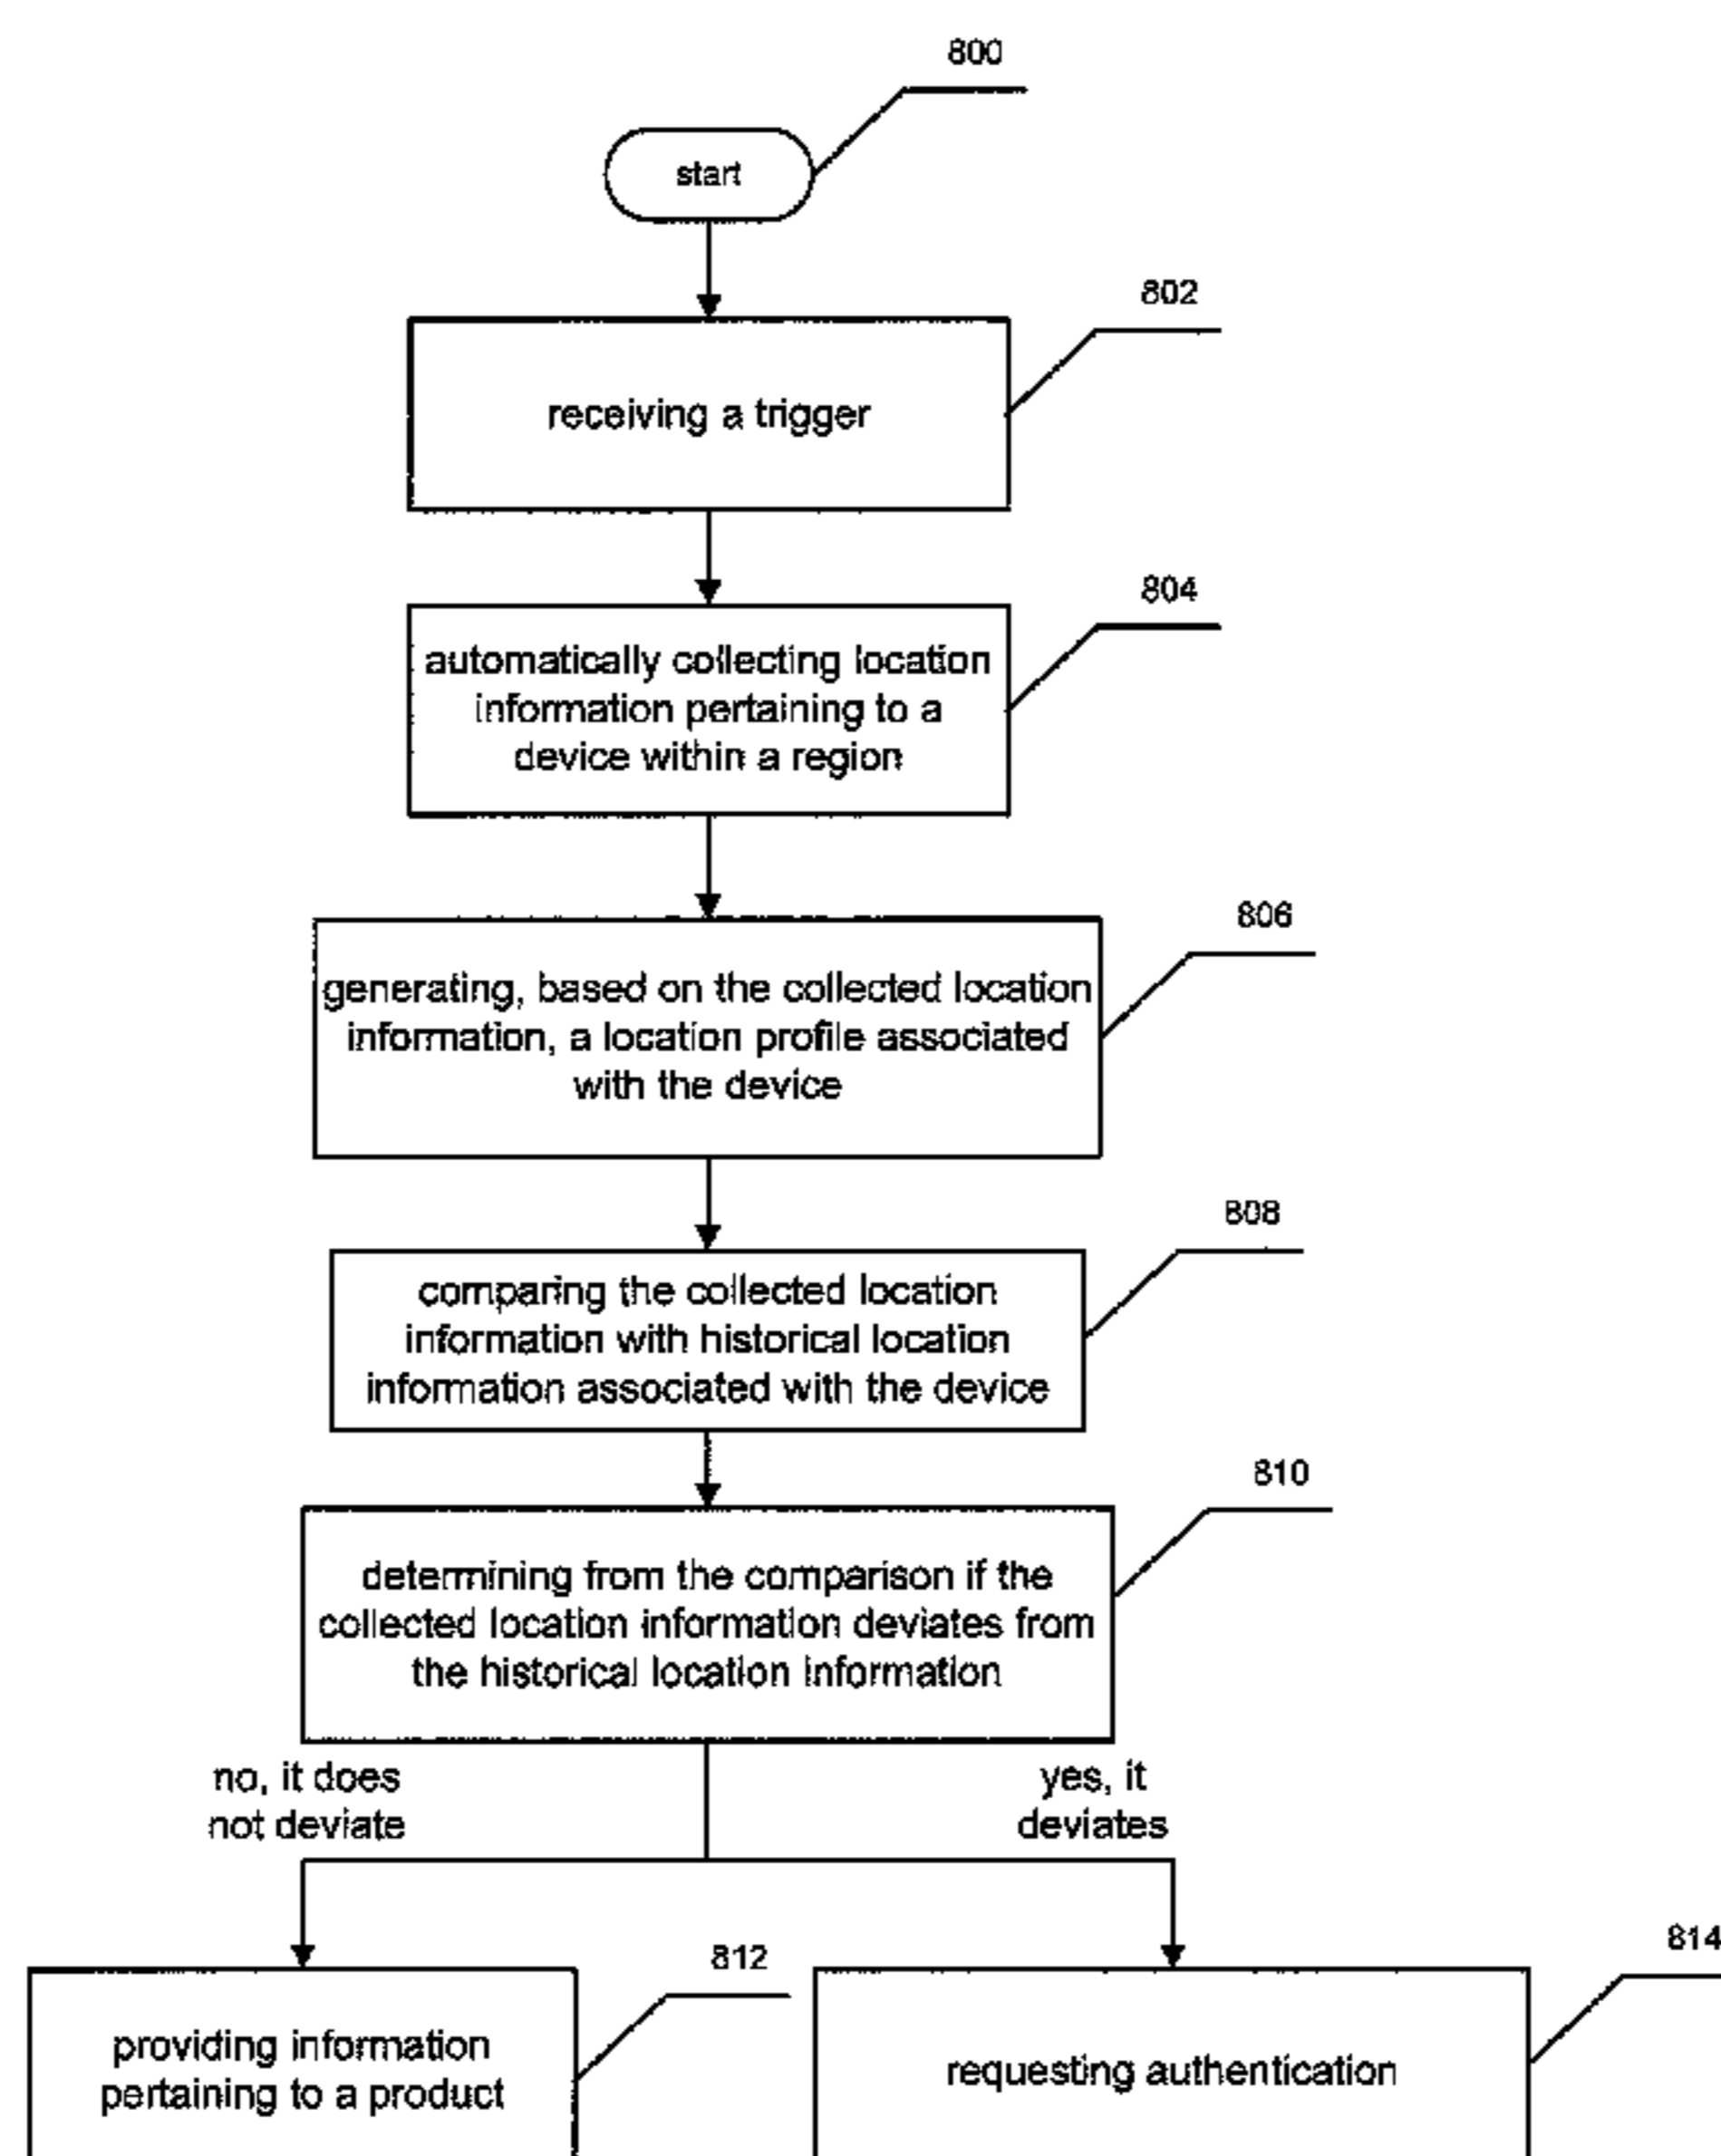 800
start
802
receiving a trigger
804
automatically collecting location
information pertaining to a
device within a region
806
generating, based on the collected location
information, a location profile associated
with the device
808
comparing the collected location
information with historical location
information associated with the device
810
determining from the comparison if the
collected location information deviates from
the historical location information
no, it does
not deviate
yes, it
deviates
812
providing information
pertaining to a product
814
requesting authentication